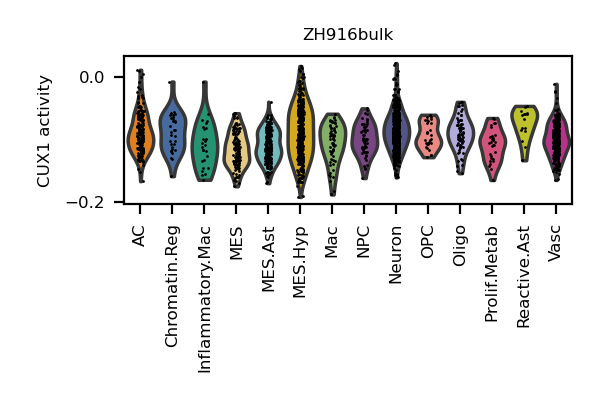 ZH916bulk
CUX1 activity
0.0
−0.2
AC
Chromatin.Reg
Inflammatory.Mac
MES
MES.Ast
MES.Hyp
Mac
NPC
Neuron
OPC
Oligo
Prolif.Metab
Reactive.Ast
Vasc